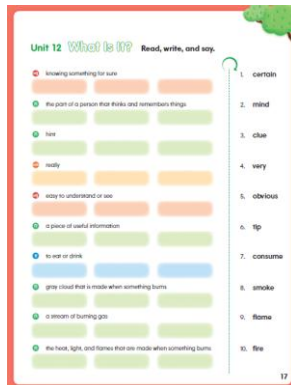 Unit 12 What Is It? Read, write, and say.
knowing something for sure
the part of a person that thinks and remembers things
hint
really
easy to understand or see
a piece of useful information
to eat or drink
gray cloud that is made when something burns
a stream of burning gas
the heat, light, and flames that are made when something burns
1. certain
2. mind
3. clue
4. very
5. obvious
6. tip
7. consume
8. smoke
9. flame
10. fire
17